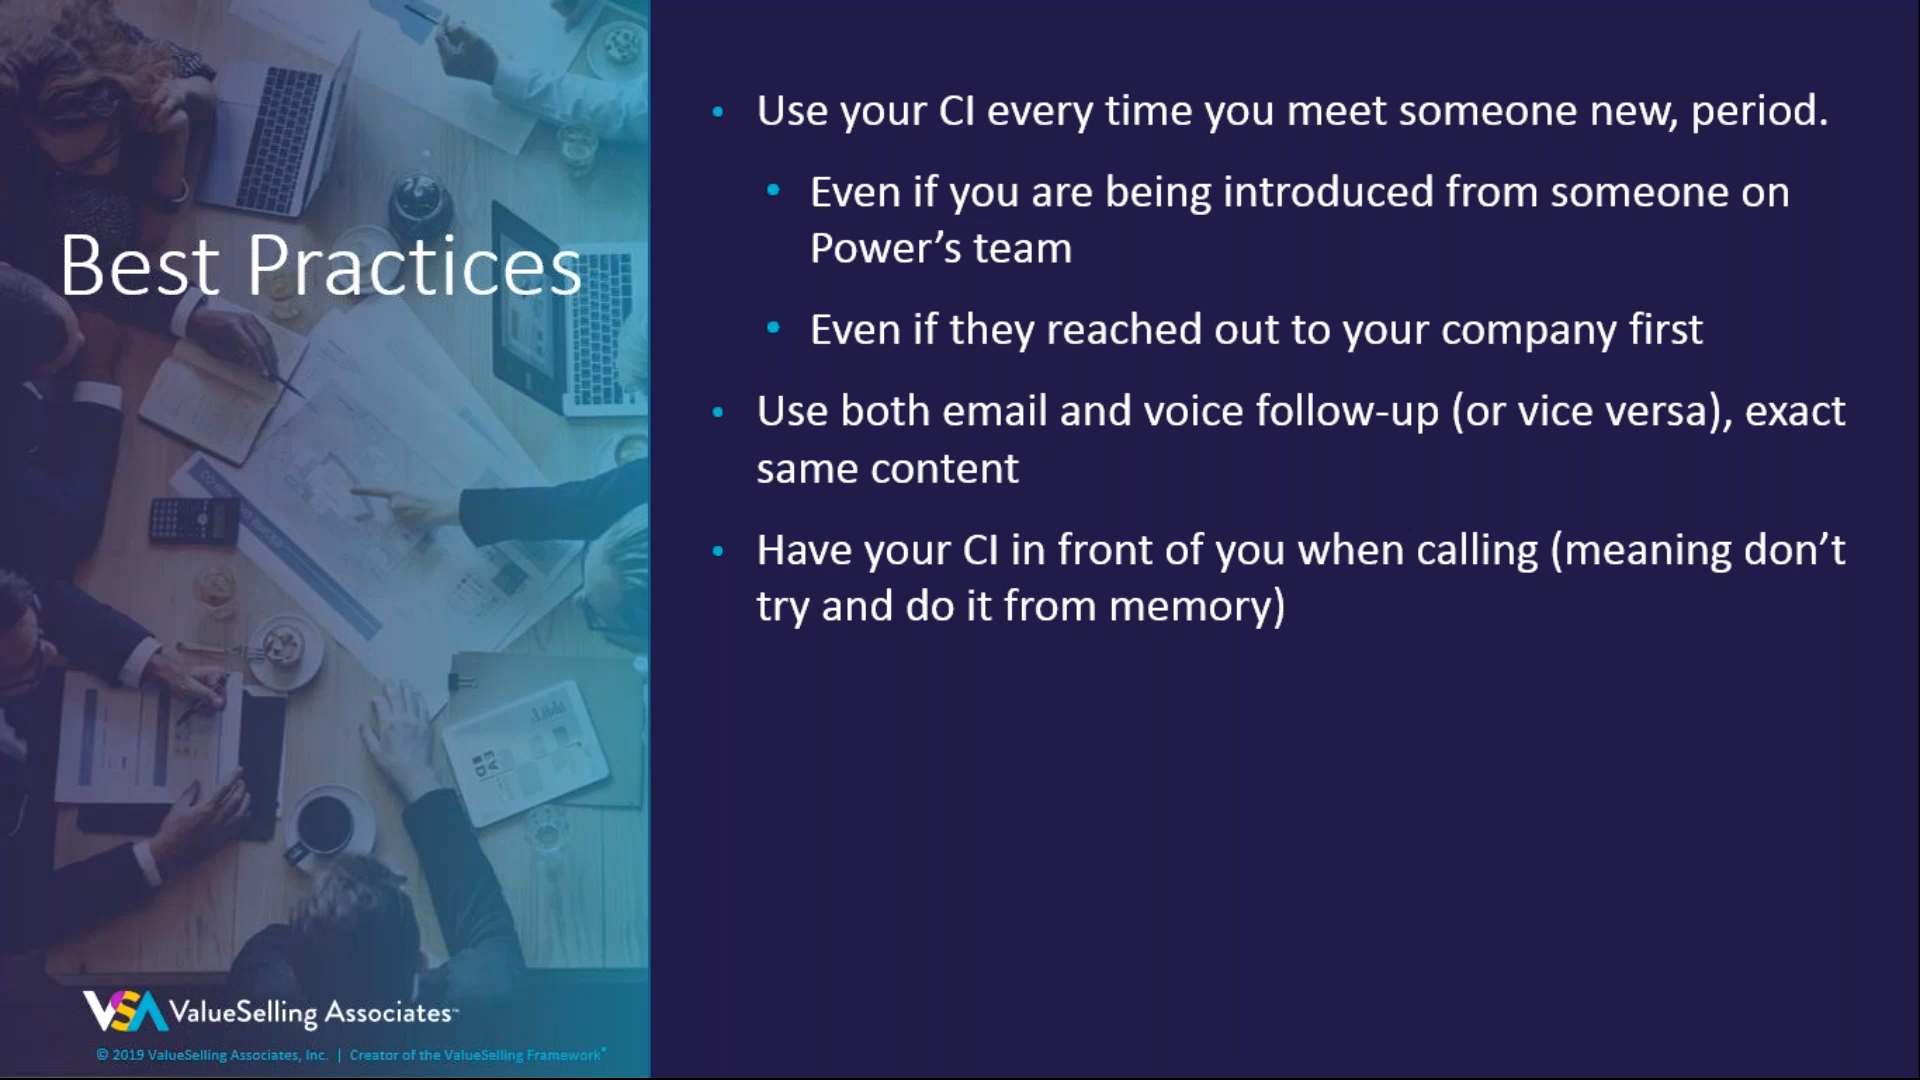 Best Practices
• Use your CI every time you meet someone new, period.
• Even if you are being introduced from someone on
Power’s team
• Even if they reached out to your company first
• Use both email and voice follow-up (or vice versa), exact
same content
• Have your CI in front of you when calling (meaning don’t
try and do it from memory)
VSA ValueSelling Associates™
© 2019 ValueSelling Associates, Inc. | Creator of the ValueSelling Framework®